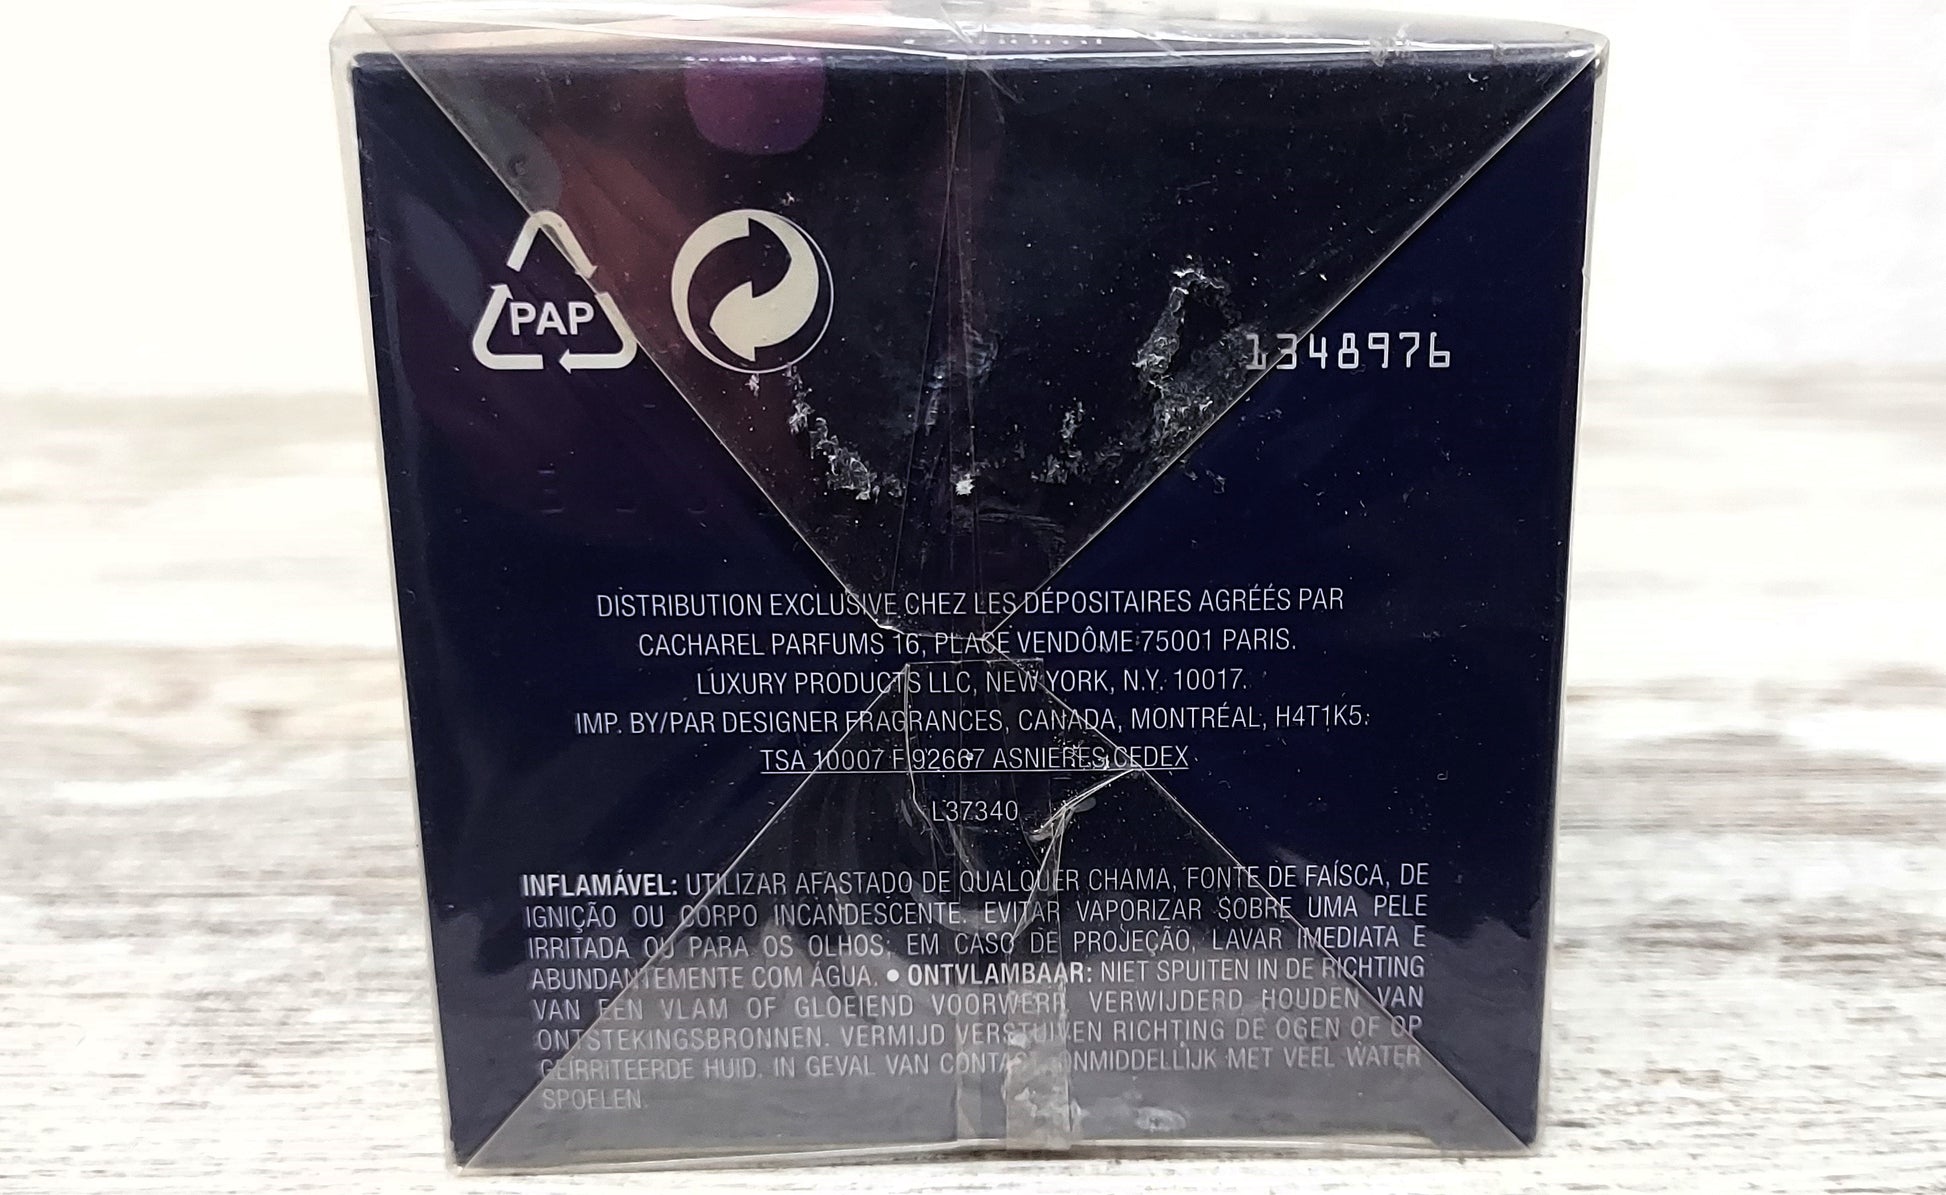 PAP
1348976
DISTRIBUTION EXCLUSIVE CHEZ LES DÉPOSITAIRES AGRÉÉS PAR
CACHAREL PARFUMS 16, PLACE VENDÔME 75001 PARIS.
LUXURY PRODUCTS LLC, NEW YORK, N.Y. 10017.
IMP. BY/PAR DESIGNER FRAGRANCES, CANADA, MONTRÉAL, H4T1K5.
TSA 10007 F 92667 ASNIERES CEDEX
L37340
INFLAMÁVEL: UTILIZAR AFASTADO DE QUALQUER CHAMA, FONTE DE FAÍSCA, DE
IGNIÇÃO OU CORPO INCANDESCENTE. EVITAR VAPORIZAR SOBRE UMA PELE
IRRITADA OU PARA OS OLHOS; EM CASO DE PROJEÇÃO, LAVAR IMEDIATA E
ABUNDANTEMENTE COM ÁGUA. ● ONTVLAMBAAR: NIET SPUITEN IN DE RICHTING
VAN EEN VLAM OF GLOEIEND VOORWERP. VERWIJDERD HOUDEN VAN
ONTSTEKINGSBRONNEN. VERMIJD VERSTUIVEN RICHTING DE OGEN OF OP
GEÏRRITEERDE HUID. IN GEVAL VAN ONMIDDELLIJK MET VEEL WATER
SPOELEN.